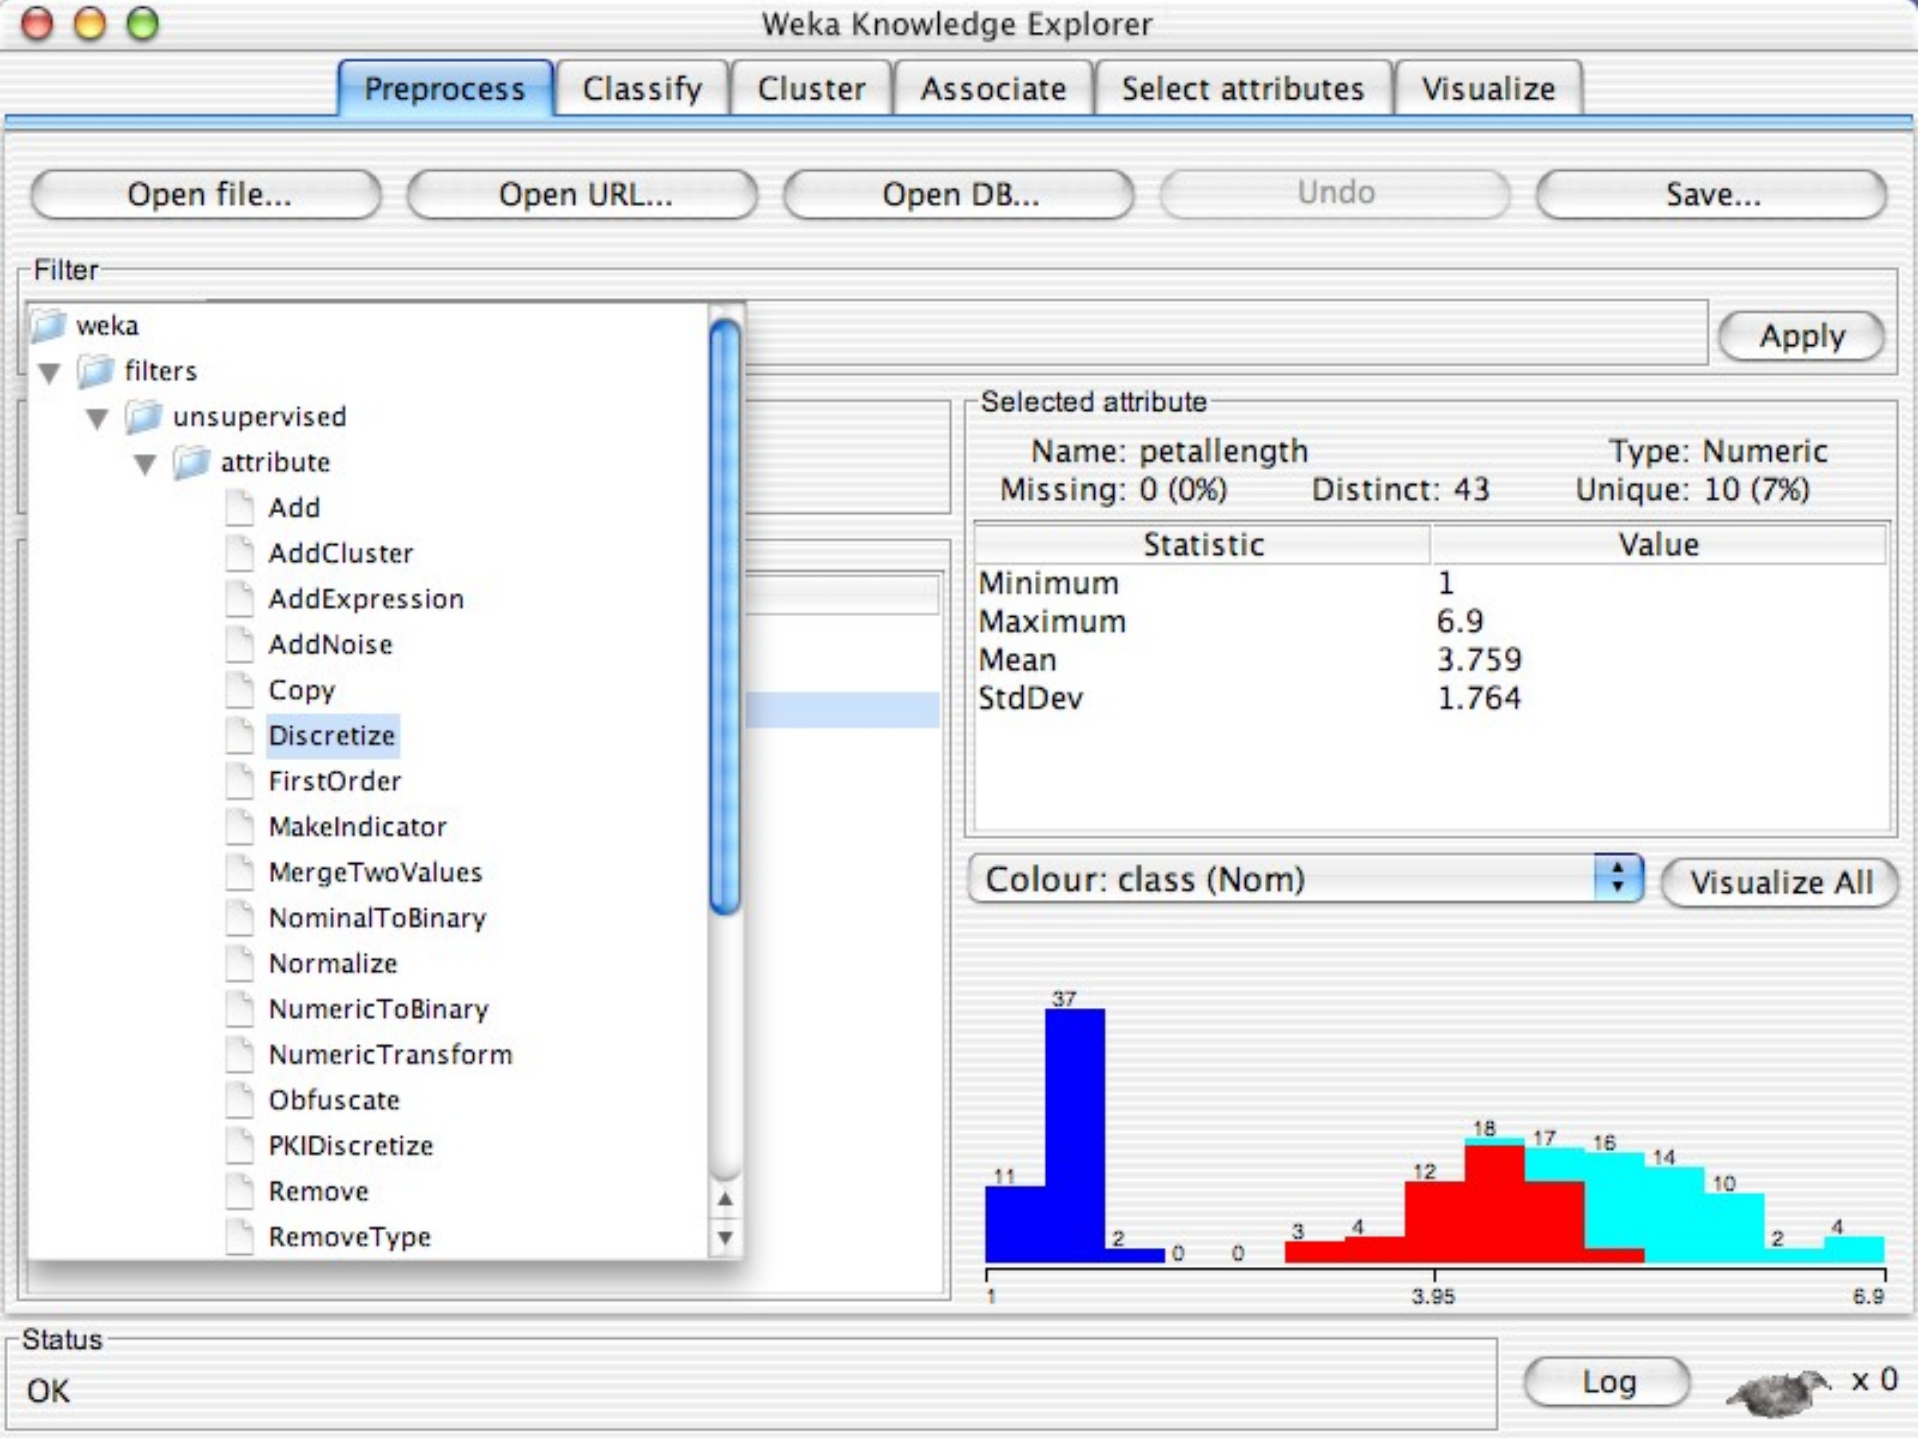 Weka Knowledge Explorer
Preprocess Classify Cluster Associate Select attributes Visualize
Open file... Open URL... Open DB... Undo Save...
Filter
weka
filters
unsupervised
attribute
Add
AddCluster
AddExpression
AddNoise
Copy
Discretize
FirstOrder
MakeIndicator
MergeTwoValues
NominalToBinary
Normalize
NumericToBinary
NumericTransform
Obfuscate
PKIDiscretize
Remove
RemoveType
Apply
Selected attribute
Name: petallength Type: Numeric
Missing: 0 (0%) Distinct: 43 Unique: 10 (7%)
Statistic Value
Minimum 1
Maximum 6.9
Mean 3.759
StdDev 1.764
Colour: class (Nom) Visualize All
11 37 2 0 0 3 4 12 18 17 16 14 10 2 4
1 3.95 6.9
Status
OK
Log x 0